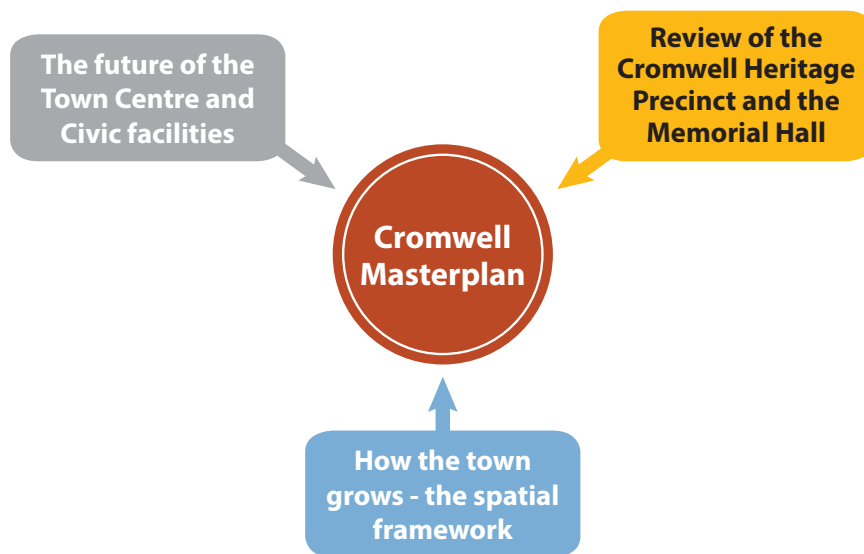 The future of the
Town Centre and
Civic facilities
Review of the
Cromwell Heritage
Precinct and the
Memorial Hall
Cromwell
Masterplan
How the town
grows - the spatial
framework